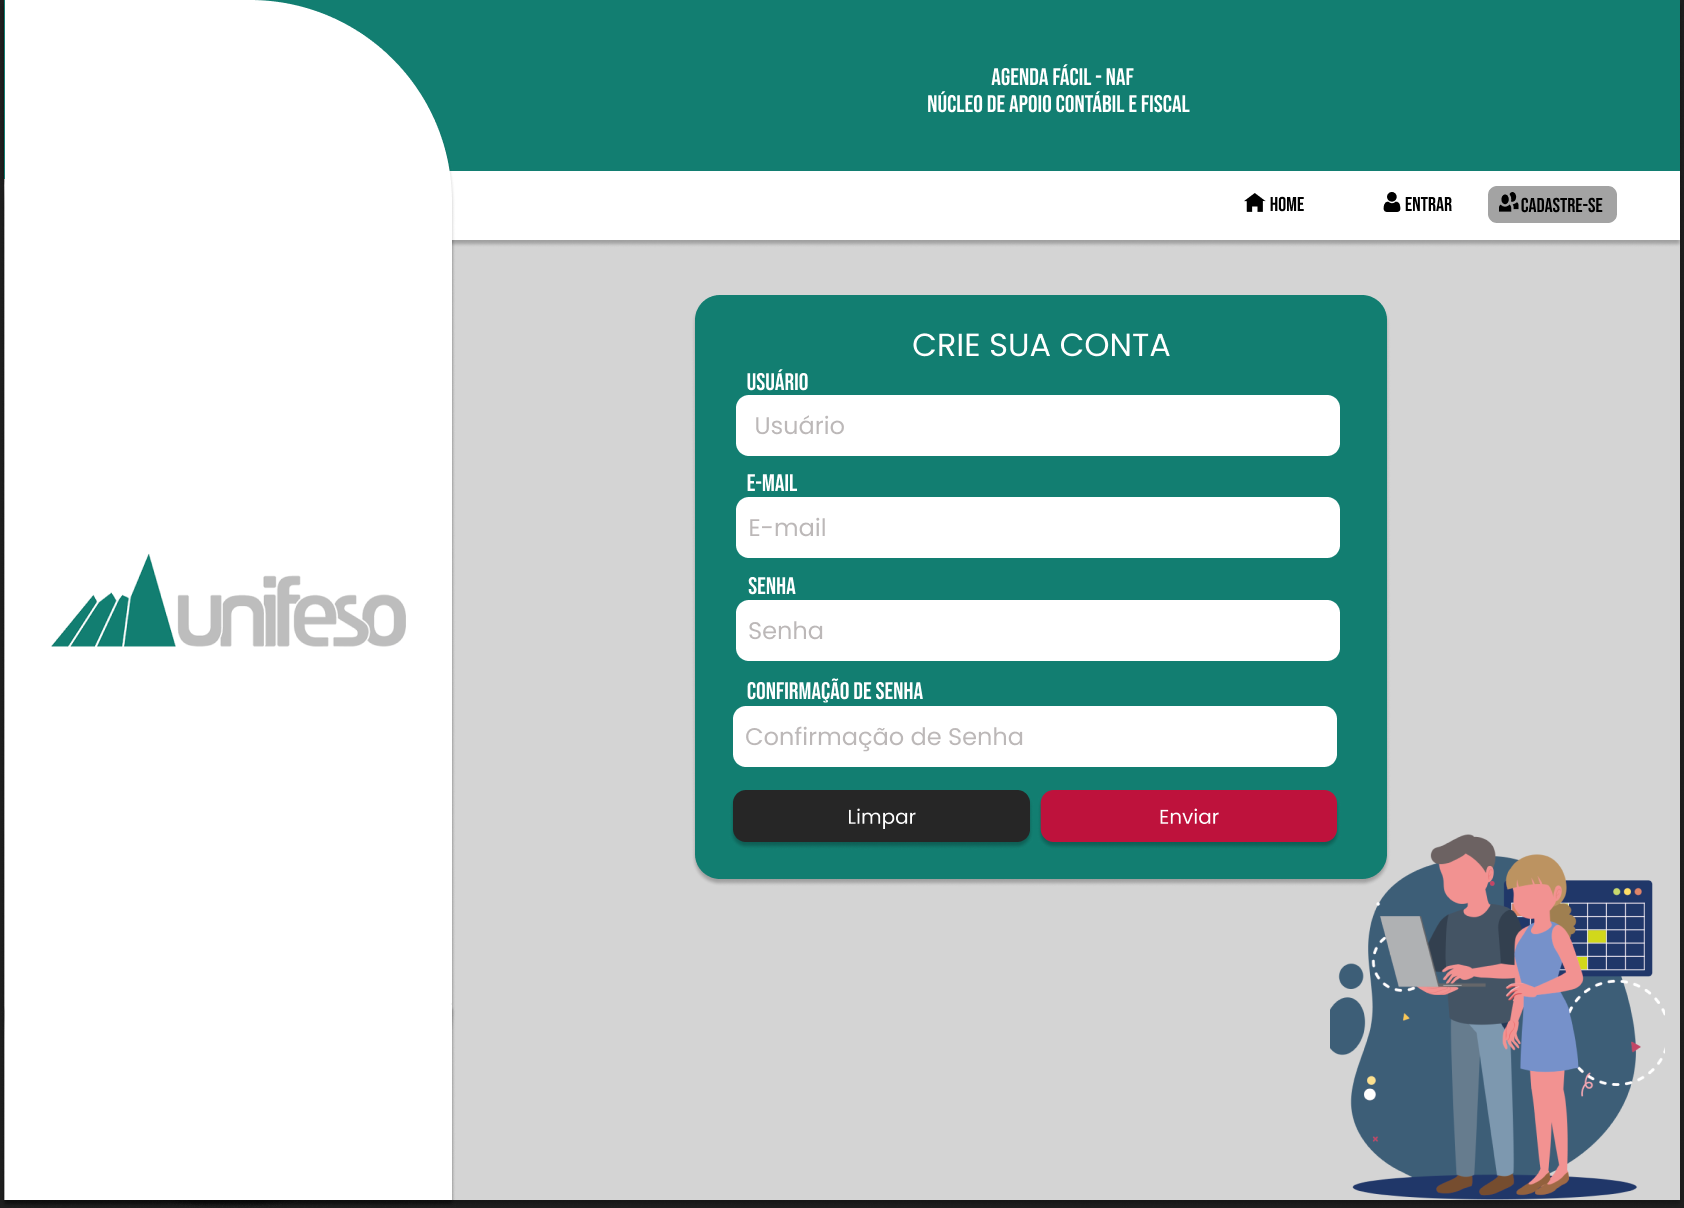 AGENDA FÁCIL - NAF
NÚCLEO DE APOIO CONTÁBIL E FISCAL
HOME
ENTRAR
CADASTRE-SE
unifeso
CRIE SUA CONTA
USUÁRIO
Usuário
E-MAIL
E-mail
SENHA
Senha
CONFIRMAÇÃO DE SENHA
Confirmação de Senha
Limpar
Enviar